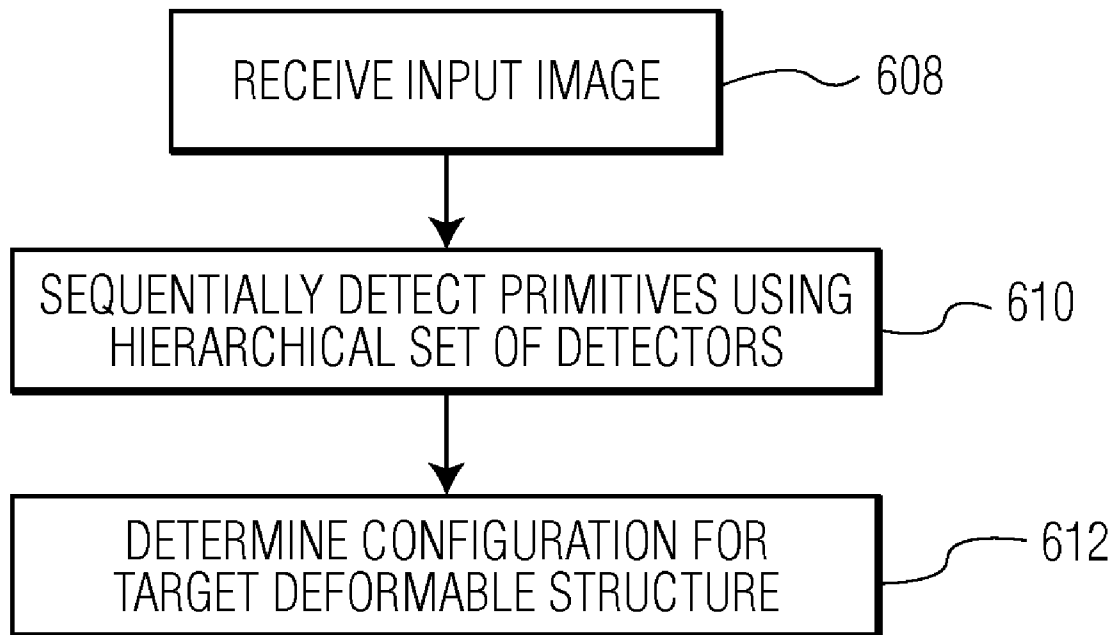 RECEIVE INPUT IMAGE
608
SEQUENTIALLY DETECT PRIMITIVES USING
HIERARCHICAL SET OF DETECTORS
610
DETERMINE CONFIGURATION FOR
TARGET DEFORMABLE STRUCTURE
612